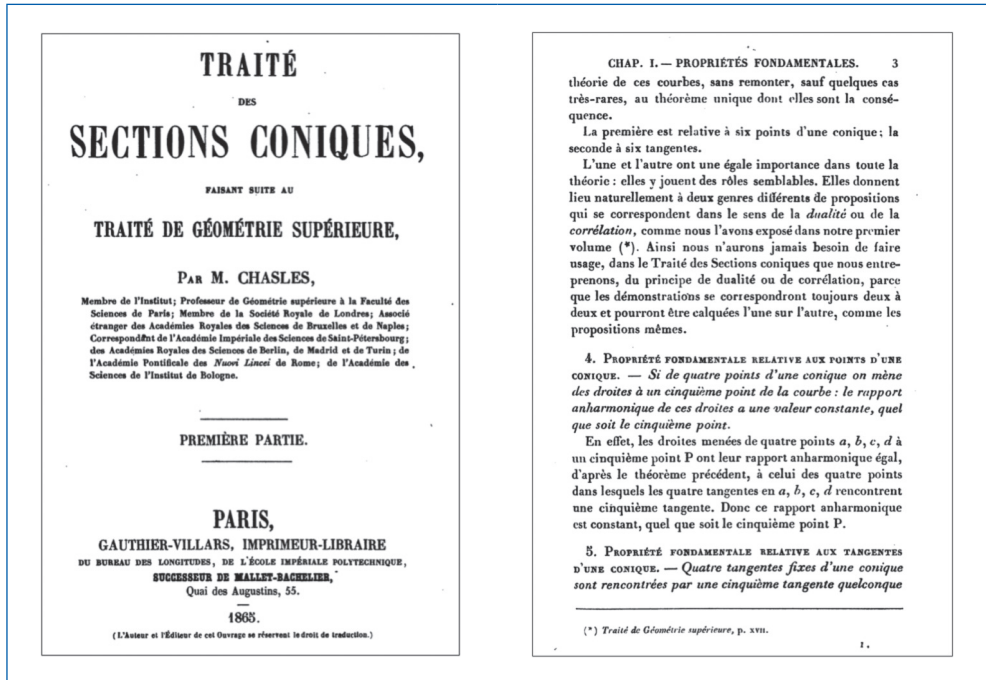 TRAITÉ
DES
SECTIONS CONIQUES,
FAISANT SUITE AU
TRAITÉ DE GÉOMÉTRIE SUPÉRIEURE,
PAR M. CHASLES,
Membre de l'Institut; Professeur de Géométrie supérieure à la Faculté des
Sciences de Paris; Membre de la Société Royale de Londres; Associé
étranger des Académies Royales des Sciences de Bruxelles et de Naples;
Correspondant de l'Académie Impériale des Sciences de Saint-Pétersbourg;
des Académies Royales des Sciences de Berlin, de Madrid et de Turin; de
l'Académie Pontificale des Nuovi Lincei de Rome; de l'Académie des
Sciences de l'Institut de Bologne.
PREMIÈRE PARTIE.
PARIS,
GAUTHIER-VILLARS, IMPRIMEUR-LIBRAIRE
DU BUREAU DES LONGITUDES, DE L'ÉCOLE IMPÉRIALE POLYTECHNIQUE,
SUCCESSEUR DE MALLET-BACHELIER,
Quai des Augustins, 55.
1865.
(L'Auteur et l'Éditeur de cet Ouvrage se réservent le droit de traduction.)
CHAP. I. — PROPRIÉTÉS FONDAMENTALES. 3
théorie de ces courbes, sans remonter, sauf quelques cas
très-rares, au théorème unique dont elles sont la consé-
quence.
La première est relative à six points d'une conique; la
seconde à six tangentes.
L'une et l'autre ont une égale importance dans toute la
théorie : elles y jouent des rôles semblables. Elles donnent
lieu naturellement à deux genres différents de propositions
qui se correspondent dans le sens de la dualité ou de la
corrélation, comme nous l'avons exposé dans notre premier
volume (*). Ainsi nous n'aurons jamais besoin de faire
usage, dans le Traité des Sections coniques que nous entre-
prenons, du principe de dualité ou de corrélation, parce
que les démonstrations se correspondront toujours deux à
deux et pourront être calquées l'une sur l'autre, comme les
propositions mêmes.
4. PROPRIÉTÉ FONDAMENTALE RELATIVE AUX POINTS D'UNE
CONIQUE. — Si de quatre points d'une conique on mène
des droites à un cinquième point de la courbe : le rapport
anharmonique de ces droites a une valeur constante, quel
que soit le cinquième point.
En effet, les droites menées de quatre points a, b, c, d à
un cinquième point P ont leur rapport anharmonique égal,
d'après le théorème précédent, à celui des quatre points
dans lesquels les quatre tangentes en a, b, c, d rencontrent
une cinquième tangente. Donc ce rapport anharmonique
est constant, quel que soit le cinquième point P.
5. PROPRIÉTÉ FONDAMENTALE RELATIVE AUX TANGENTES
D'UNE CONIQUE. — Quatre tangentes fixes d'une conique
sont rencontrées par une cinquième tangente quelconque
(*) Traité de Géométrie supérieure, p. XVII.
1.